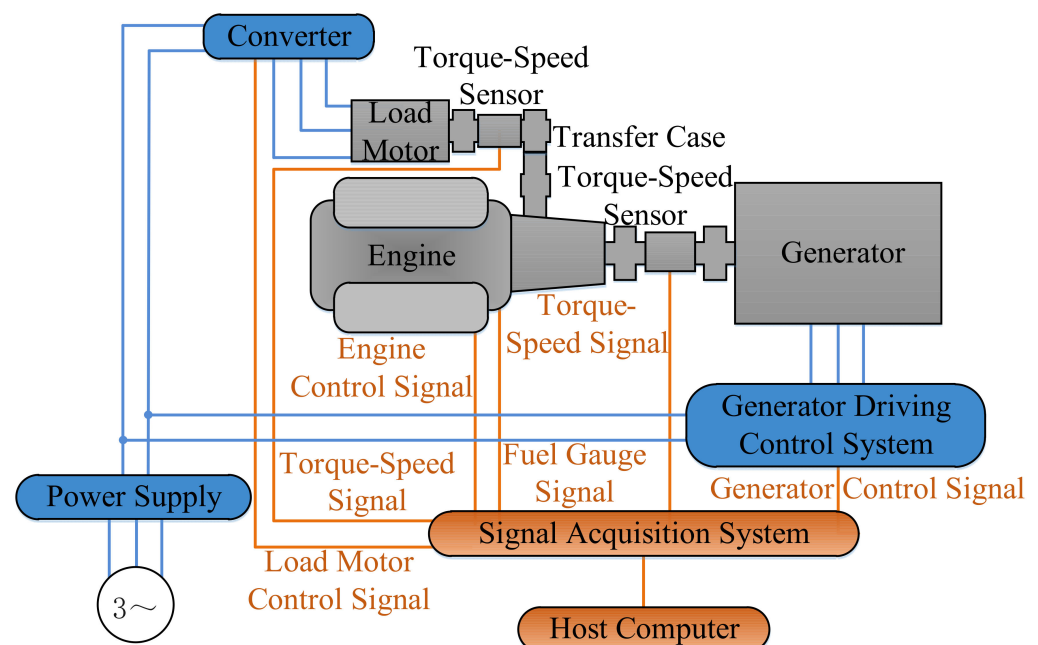 Converter
Torque-Speed
Sensor
Load
Motor
Transfer Case
Torque-Speed
Sensor
Engine
Generator
Torque-
Speed Signal
Engine
Control Signal
Generator Driving
Control System
Torque-Speed
Signal
Fuel Gauge
Signal
Generator Control Signal
Power Supply
Signal Acquisition System
Load Motor
Control Signal
3～
Host Computer